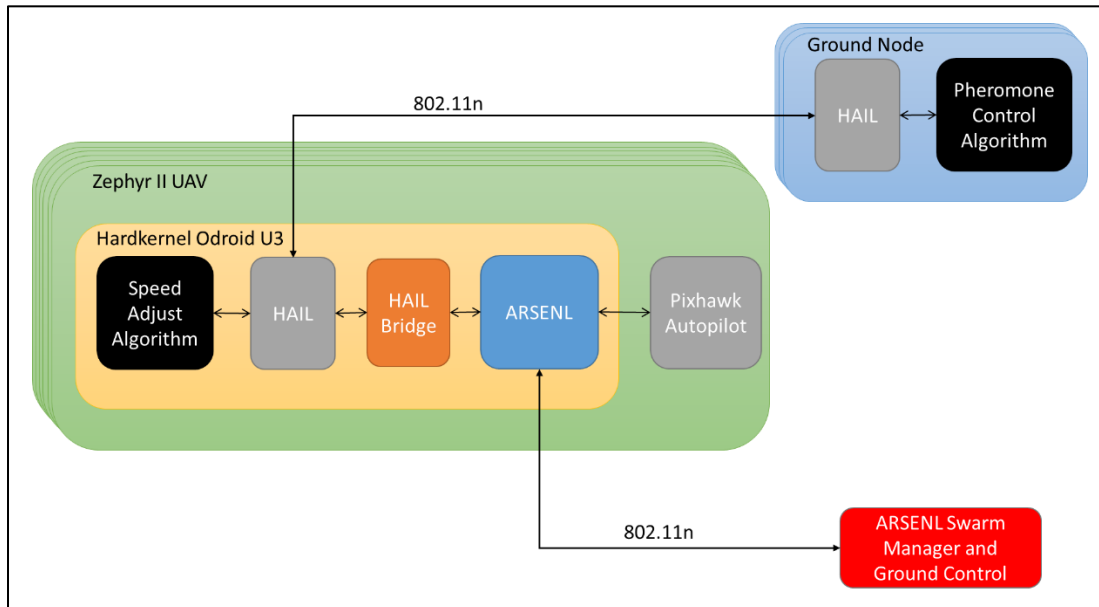 Ground Node
HAIL
Pheromone
Control
Algorithm
802.11n
Zephyr II UAV
Hardkernel Odroid U3
Speed
Adjust
Algorithm
HAIL
HAIL
Bridge
ARSENL
Pixhawk
Autopilot
802.11n
ARSENL Swarm
Manager and
Ground Control